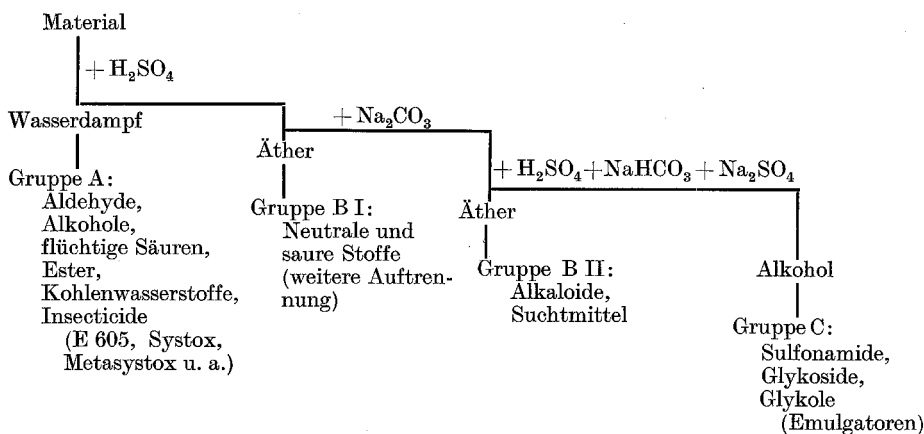 Material
+ H₂SO₄
Wasserdampf
Gruppe A:
Aldehyde,
Alkohole,
flüchtige Säuren,
Ester,
Kohlenwasserstoffe,
Insecticide
(E 605, Systox,
Metasystox u. a.)
+ Na₂CO₃
Äther
Gruppe B I:
Neutrale und
saure Stoffe
(weitere Auftren-
nung)
+ H₂SO₄ + NaHCO₃ + Na₂SO₄
Äther
Gruppe B II:
Alkaloide,
Suchtmittel
Alkohol
Gruppe C:
Sulfonamide,
Glykoside,
Glykole
(Emulgatoren)